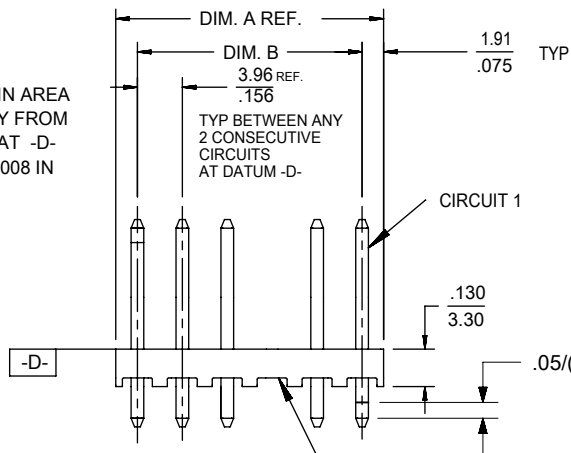 DIM. A REF.
DIM. B
1.91
.075
TYP
3.96 REF.
.156
IN AREA
Y FROM
AT -D-
008 IN
TYP BETWEEN ANY
2 CONSECUTIVE
CIRCUITS
AT DATUM -D-
CIRCUIT 1
.130
3.30
-D-
.05/(